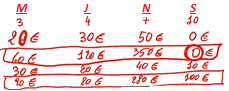 M J N S
3 4 7 10
20€ 30€ 50€ 0€
60€ 120€ 350€ 0€
30€ 20€ 40€ 10€
90€ 80€ 280€ 100€